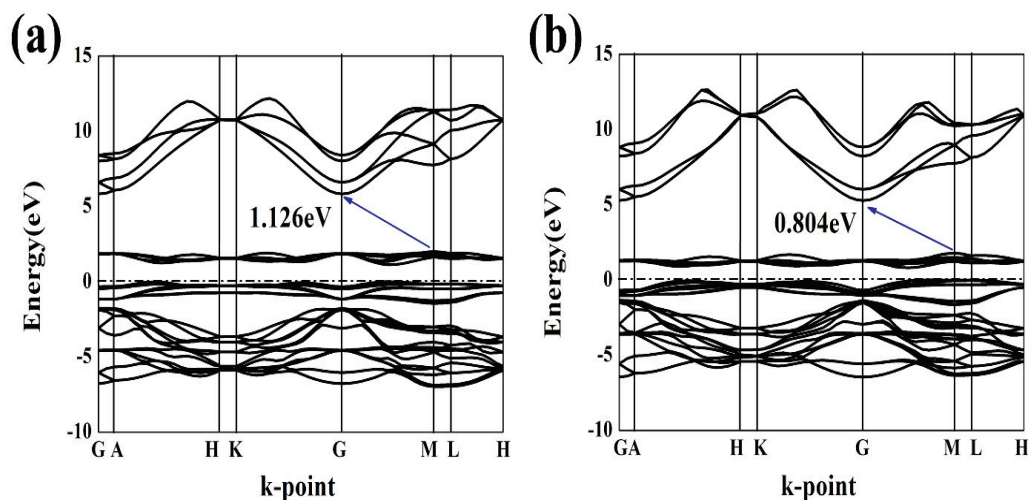 (a)
15
10
5
0
-5
-10
Energy(eV)
1.126eV
G A H K G M L H
k-point
(b)
15
10
5
0
-5
-10
Energy(eV)
0.804eV
G A H K G M L H
k-point